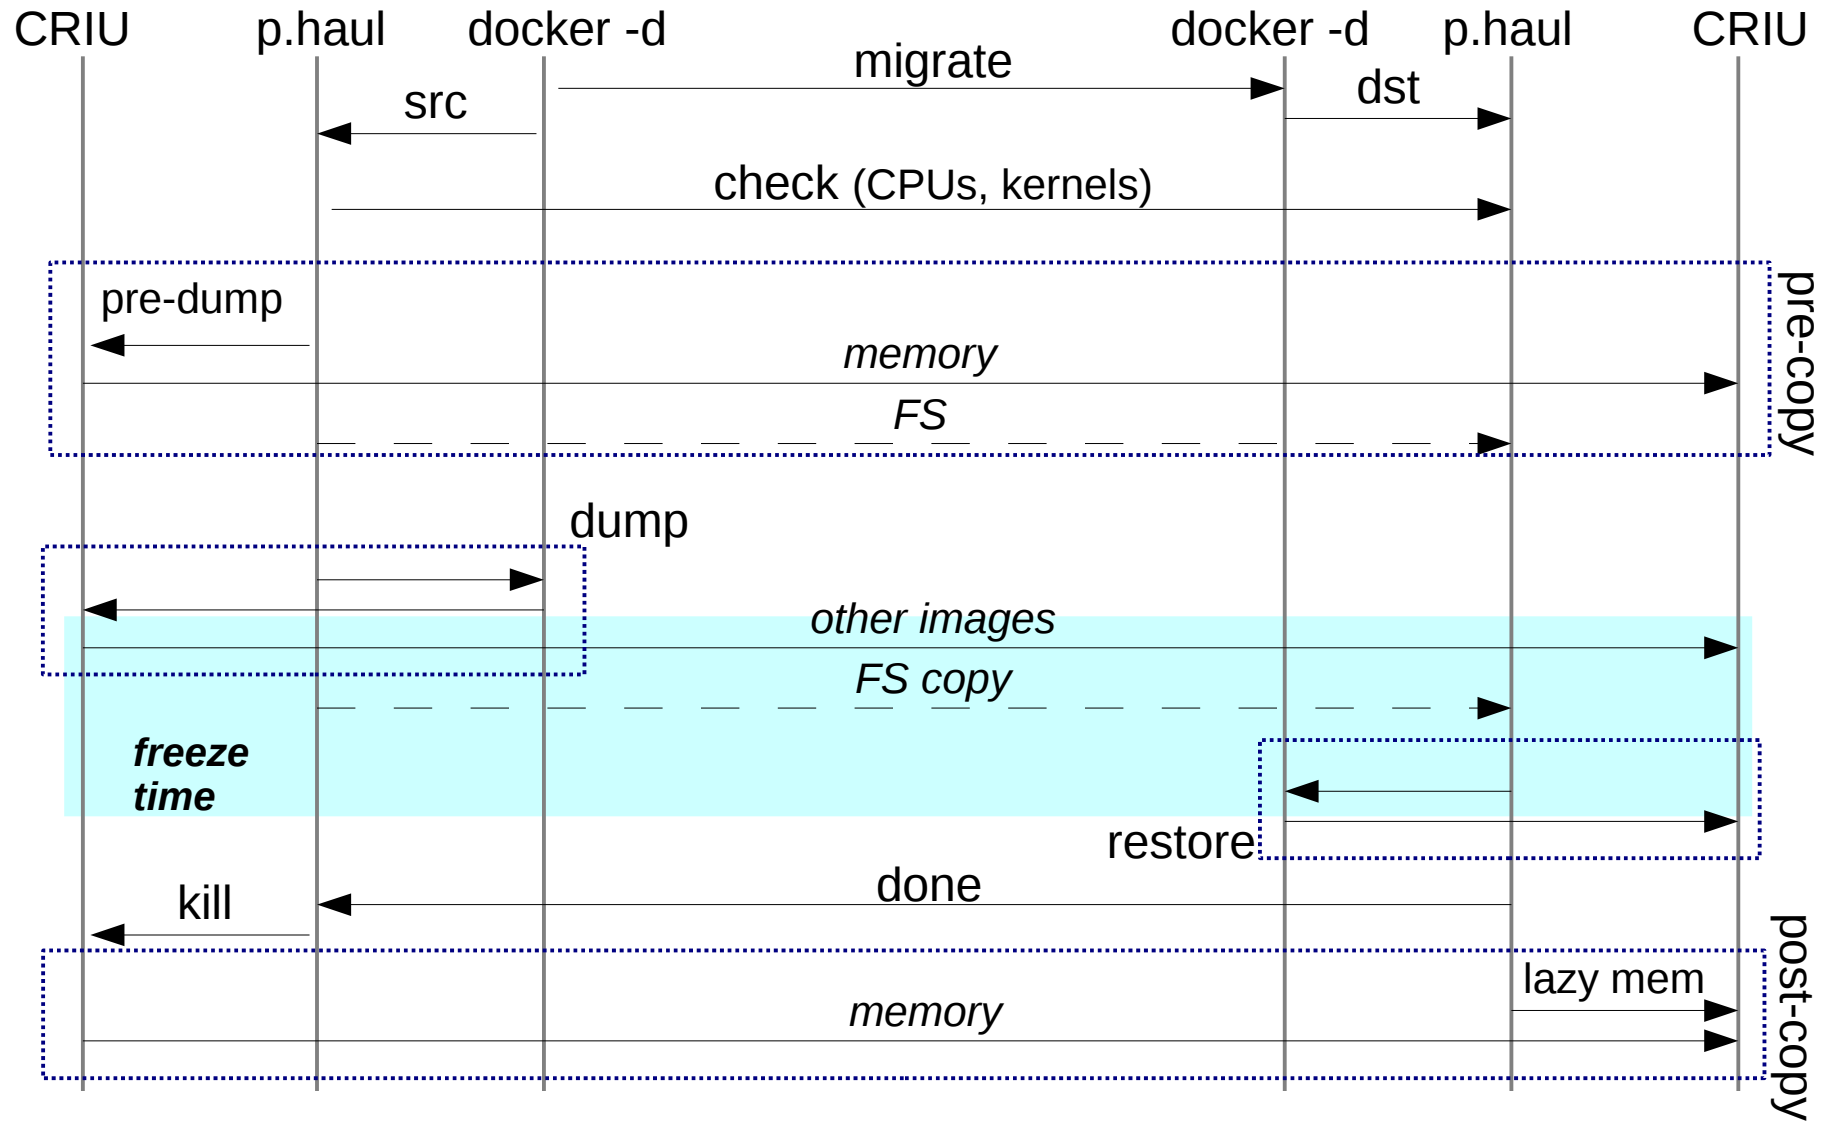 CRIU
p.haul
docker -d
docker -d
p.haul
CRIU
migrate
src
dst
check (CPUs, kernels)
pre-copy
pre-dump
memory
FS
dump
other images
FS copy
freeze
time
restore
done
kill
post-copy
lazy mem
memory